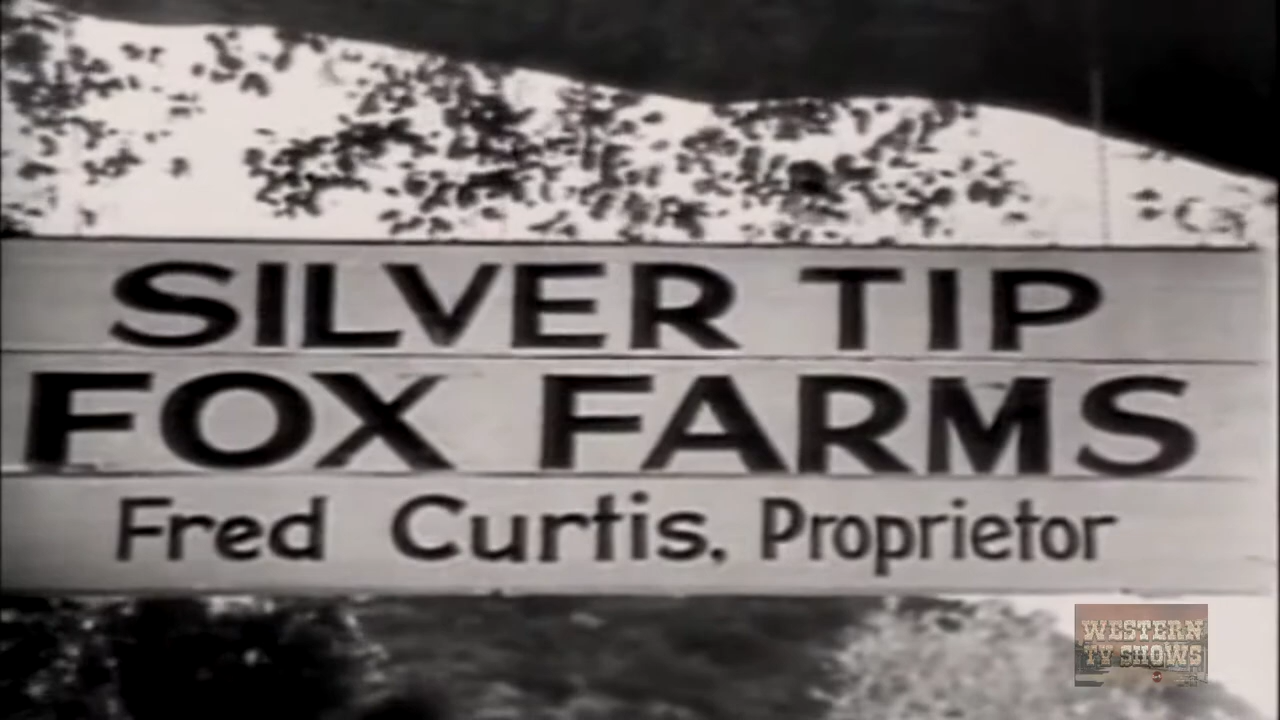 SILVER TIP
FOX FARMS
Fred Curtis, Proprietor
WESTERN
TV SHOWS